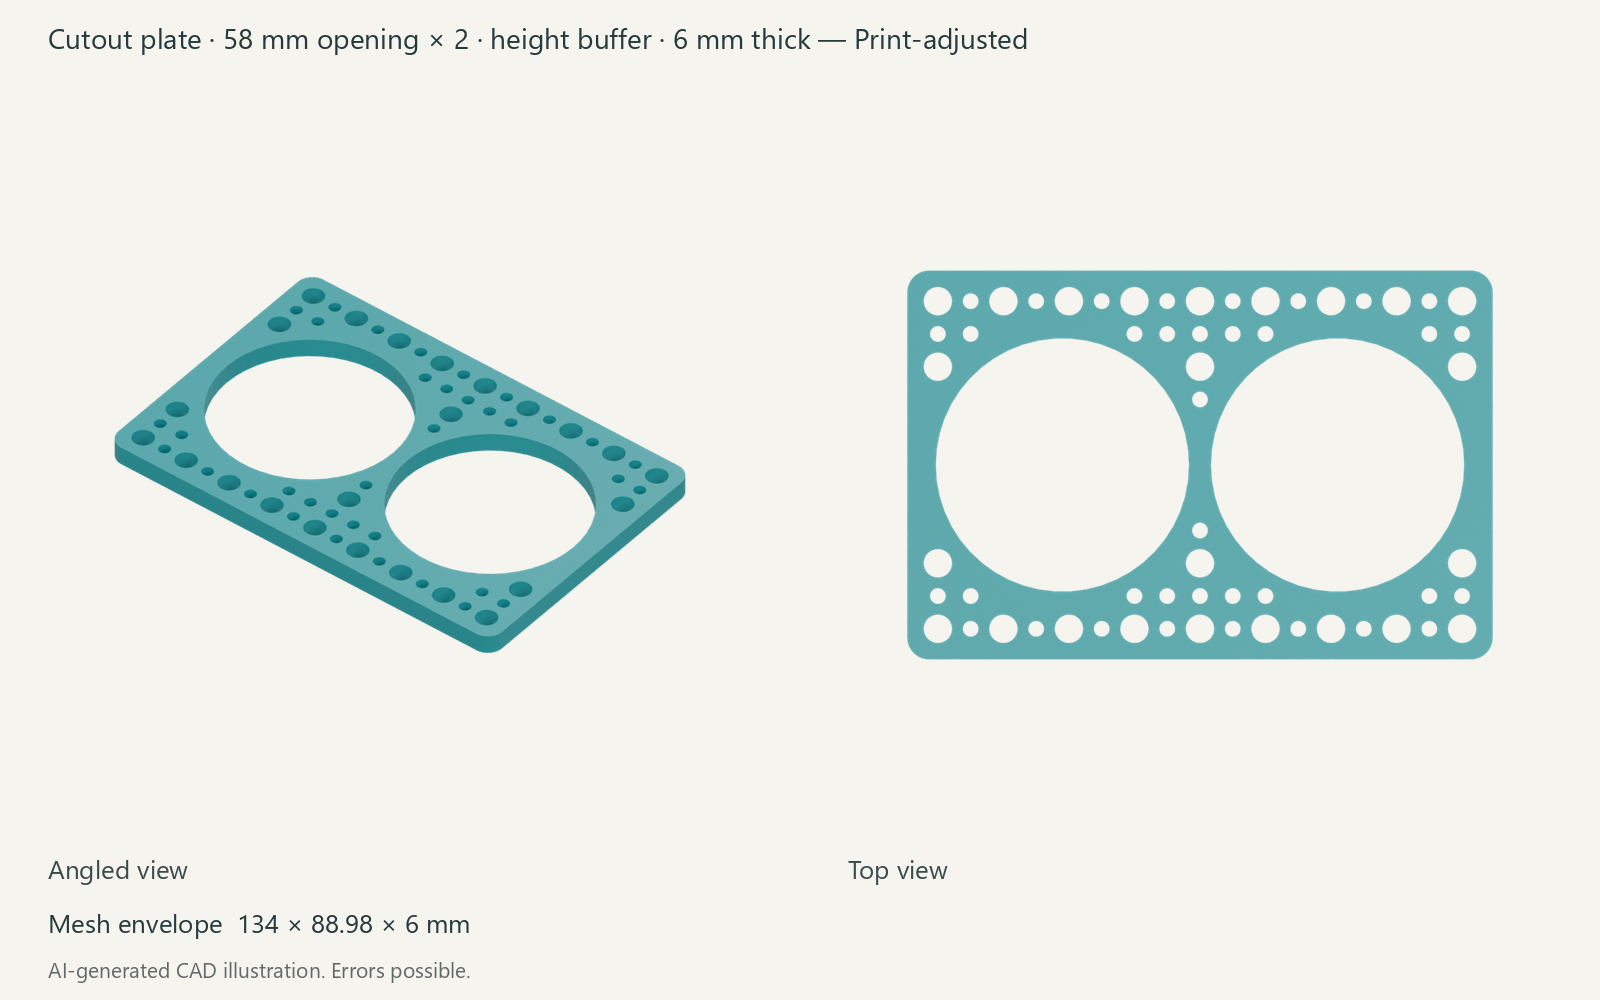 Cutout plate · 58 mm opening × 2 · height buffer · 6 mm thick — Print-adjusted
Angled view
Top view
Mesh envelope 134 × 88.98 × 6 mm
AI-generated CAD illustration. Errors possible.